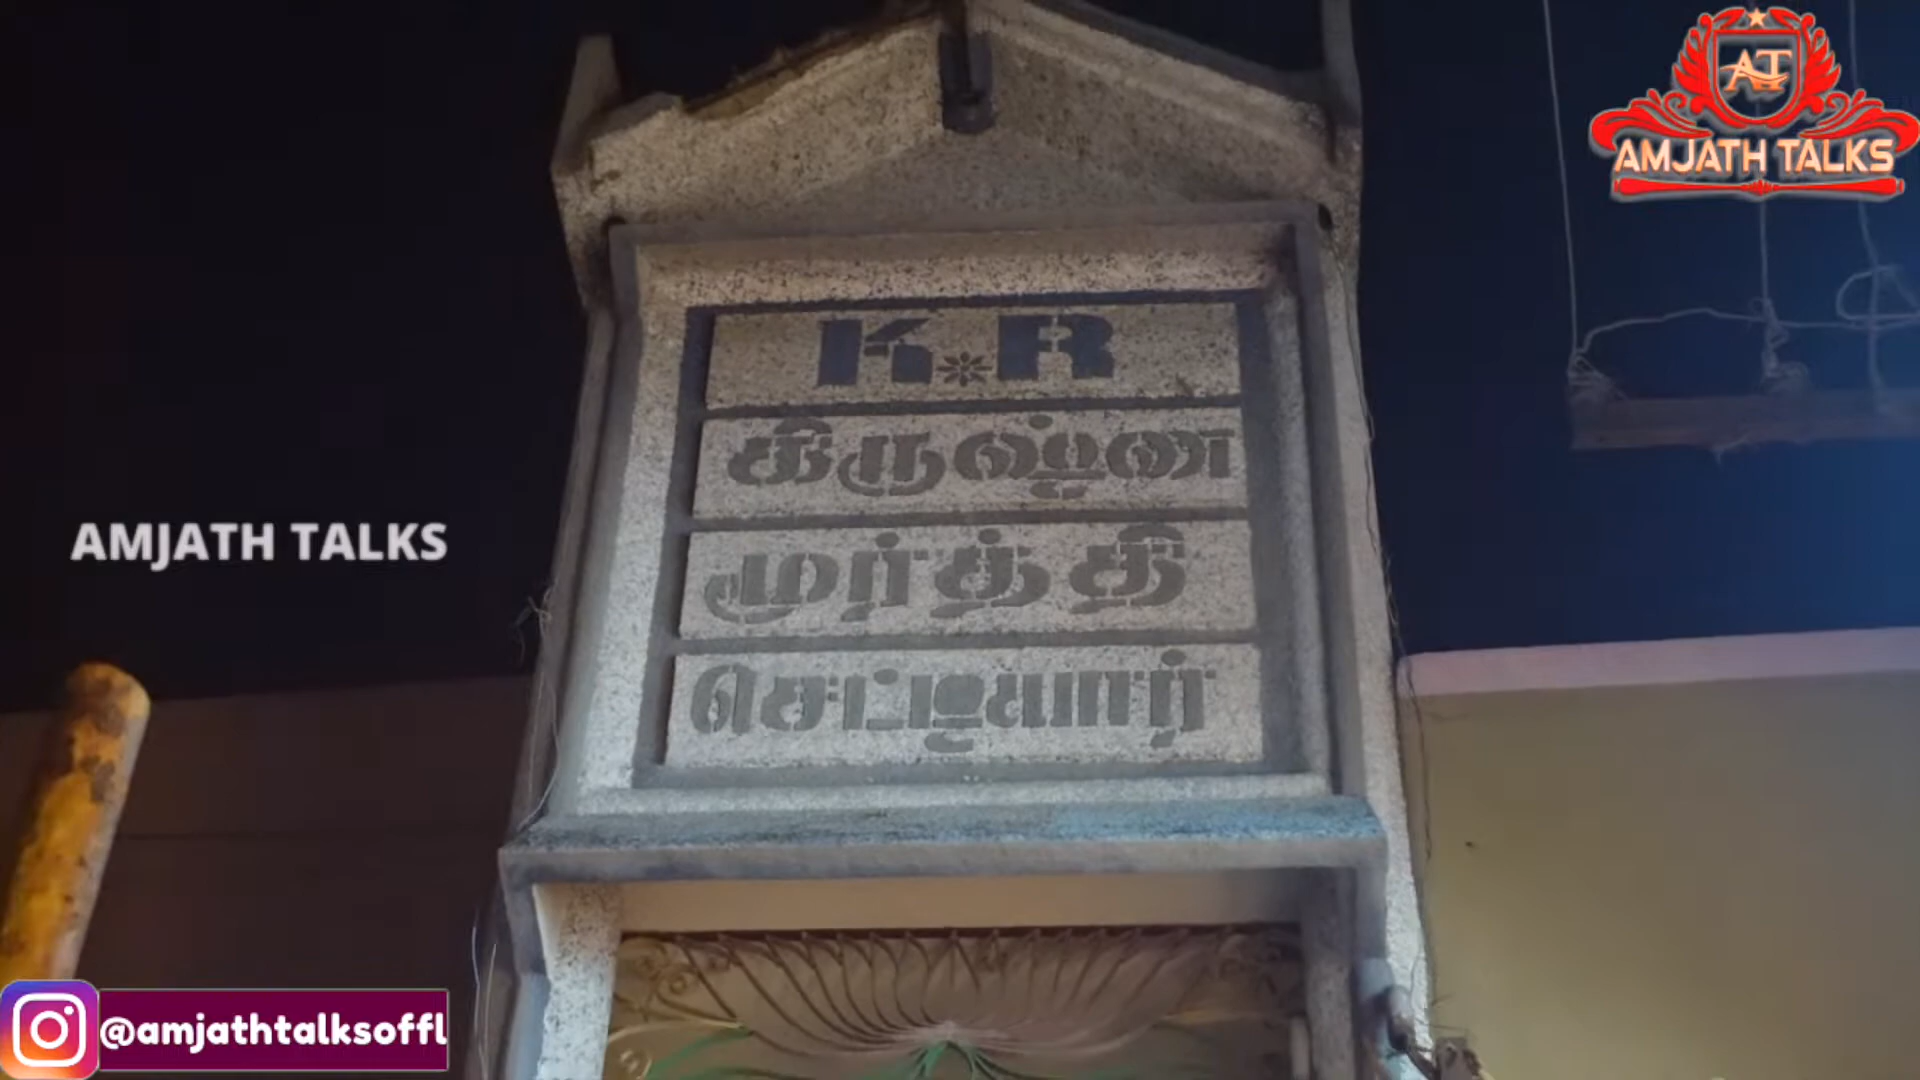 AT
AMJATH TALKS
K.R
கிருஷ்ண
மூர்த்தி
செட்டியார்
AMJATH TALKS
@amjathtalksoffl